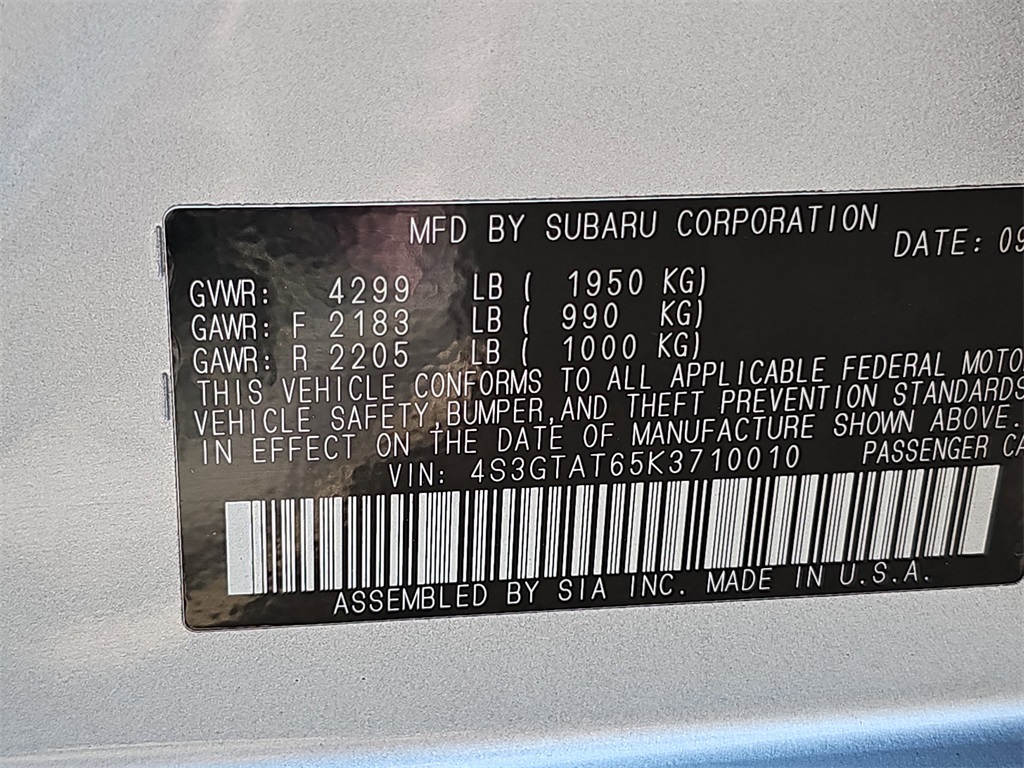 MFD BY SUBARU CORPORATION
DATE: 09
GVWR: 4299 LB ( 1950 KG)
GAWR: F 2183 LB ( 990 KG)
GAWR: R 2205 LB ( 1000 KG)
THIS VEHICLE CONFORMS TO ALL APPLICABLE FEDERAL MOTO
VEHICLE SAFETY,BUMPER,AND THEFT PREVENTION STANDARDS
IN EFFECT ON THE DATE OF MANUFACTURE SHOWN ABOVE.
VIN: 4S3GTAT65K3710010 PASSENGER CA
ASSEMBLED BY SIA INC. MADE IN U.S.A.